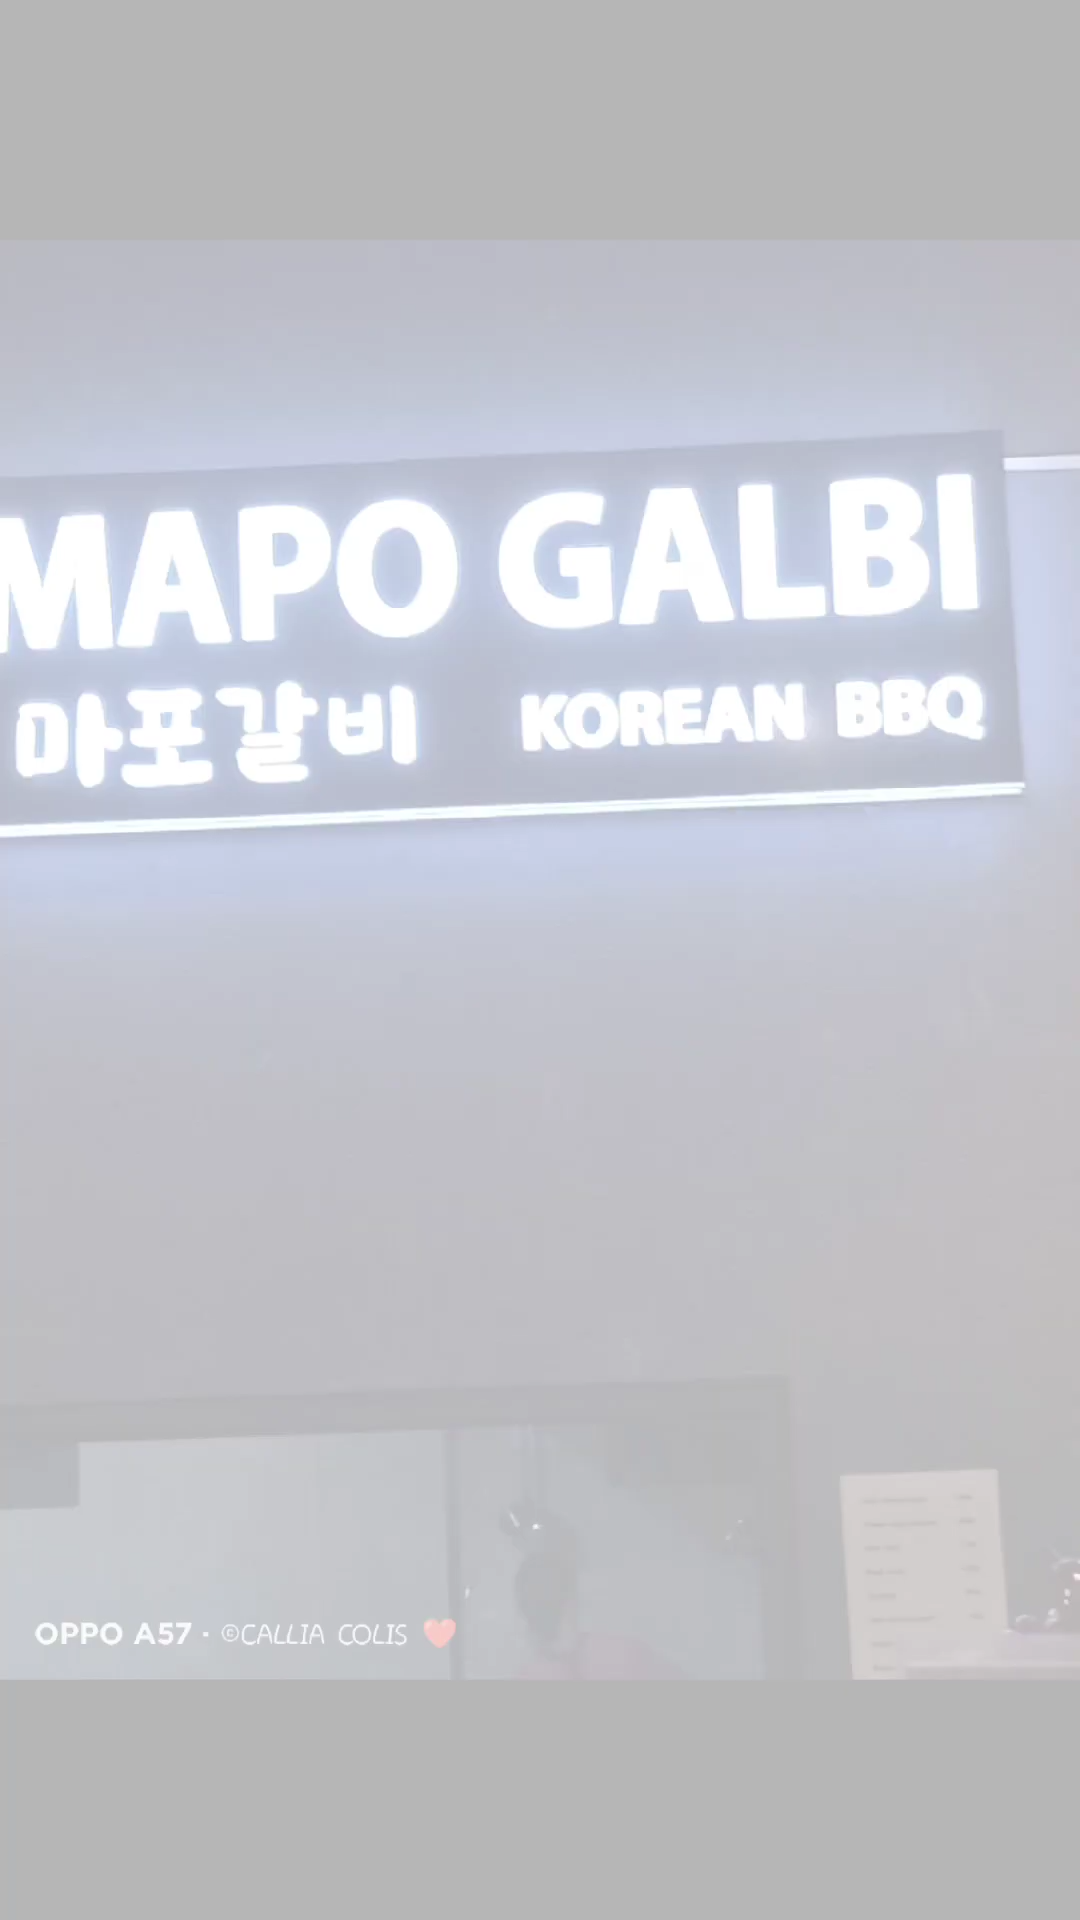 MAPO GALBI
마포갈비 KOREAN BBQ
OPPO A57 · ©CALLIA COLIS ❤️